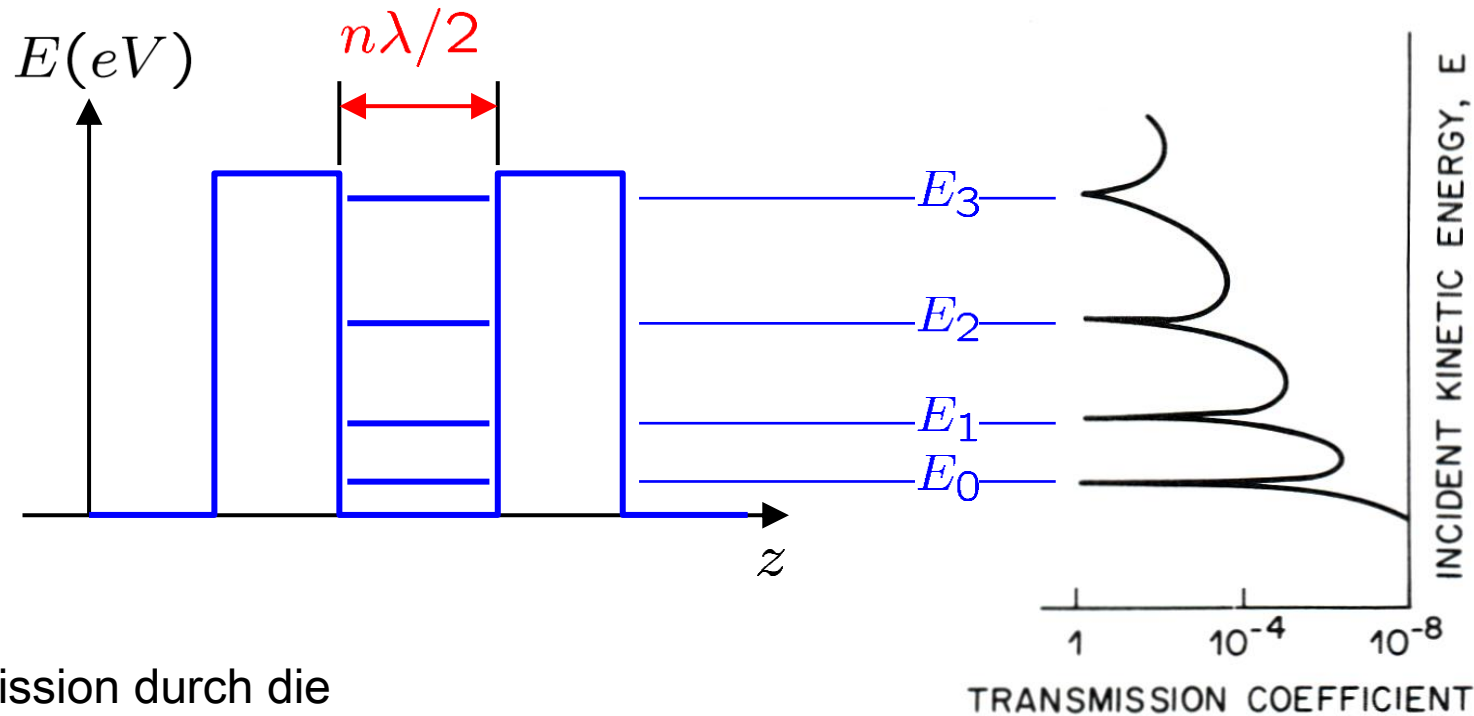 nλ/2
E(eV)
E₃
E₂
E₁
E₀
z
INCIDENT KINETIC ENERGY, E
1
10⁻⁴
10⁻⁸
TRANSMISSION COEFFICIENT
ission durch die